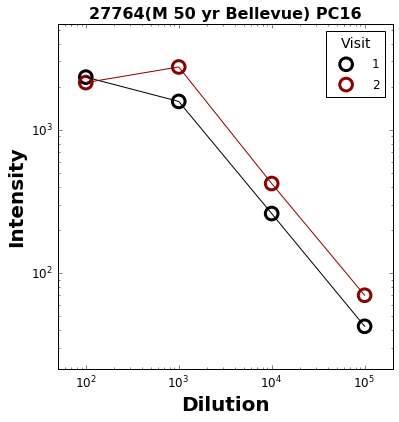 27764(M 50 yr Bellevue) PC16
Visit
1
2
10³
10²
Intensity
10² 10³ 10⁴ 10⁵
Dilution